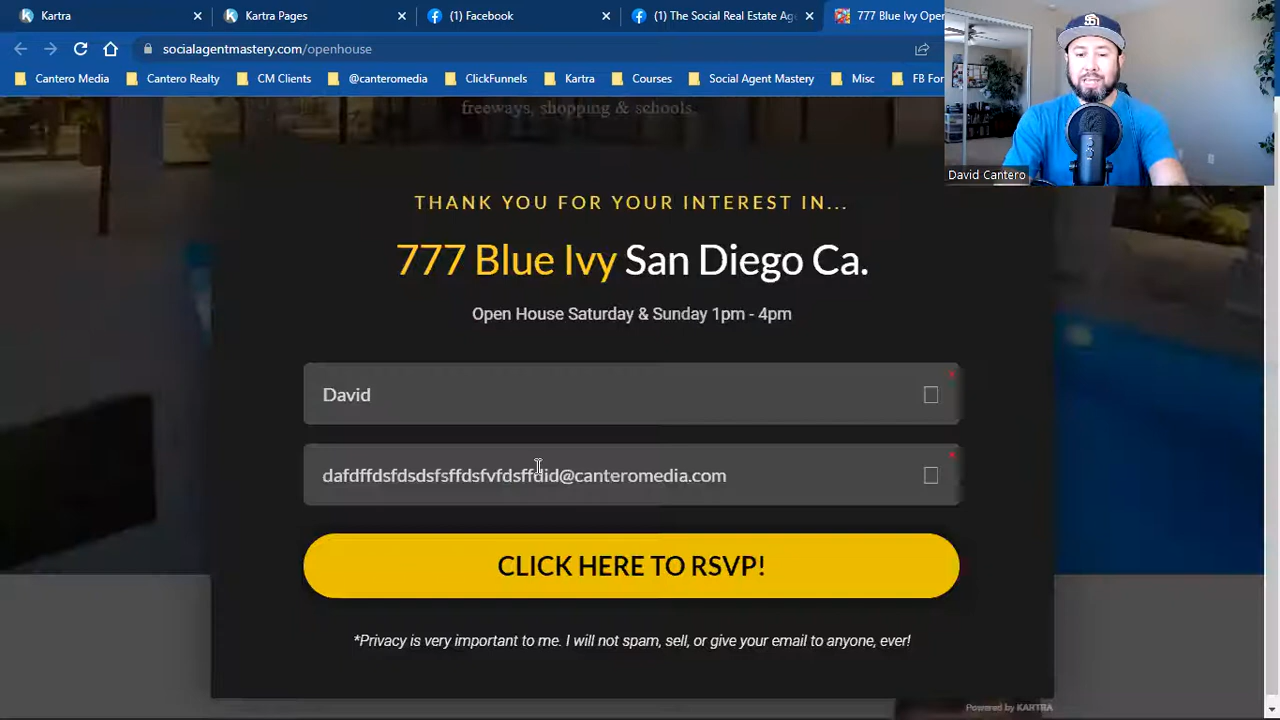 Kartra
Kartra Pages
(1) Facebook
(1) The Social Real Estate Age
777 Blue Ivy Open
socialagentmastery.com/openhouse
Cantero Media
Cantero Realty
CM Clients
@canteromedia
ClickFunnels
Kartra
Courses
Social Agent Mastery
Misc
FB For
David Cantero
freeways, shopping & schools.
THANK YOU FOR YOUR INTEREST IN...
777 Blue Ivy San Diego Ca.
Open House Saturday & Sunday 1pm - 4pm
David
dafdffdsfdsdsfsffdsfvfdsffdid@canteromedia.com
CLICK HERE TO RSVP!
*Privacy is very important to me. I will not spam, sell, or give your email to anyone, ever!
Powered by KARTRA